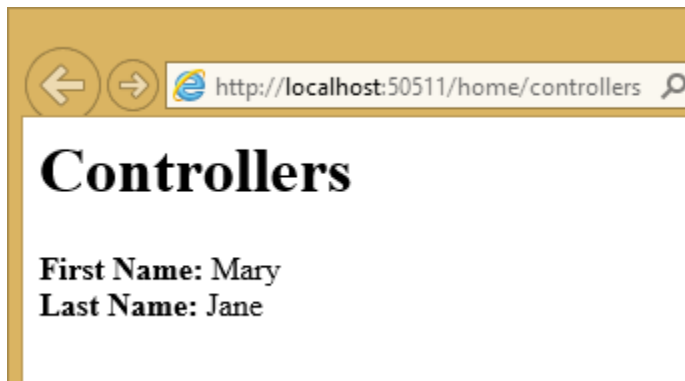 http://localhost:50511/home/controllers
Controllers
First Name: Mary
Last Name: Jane